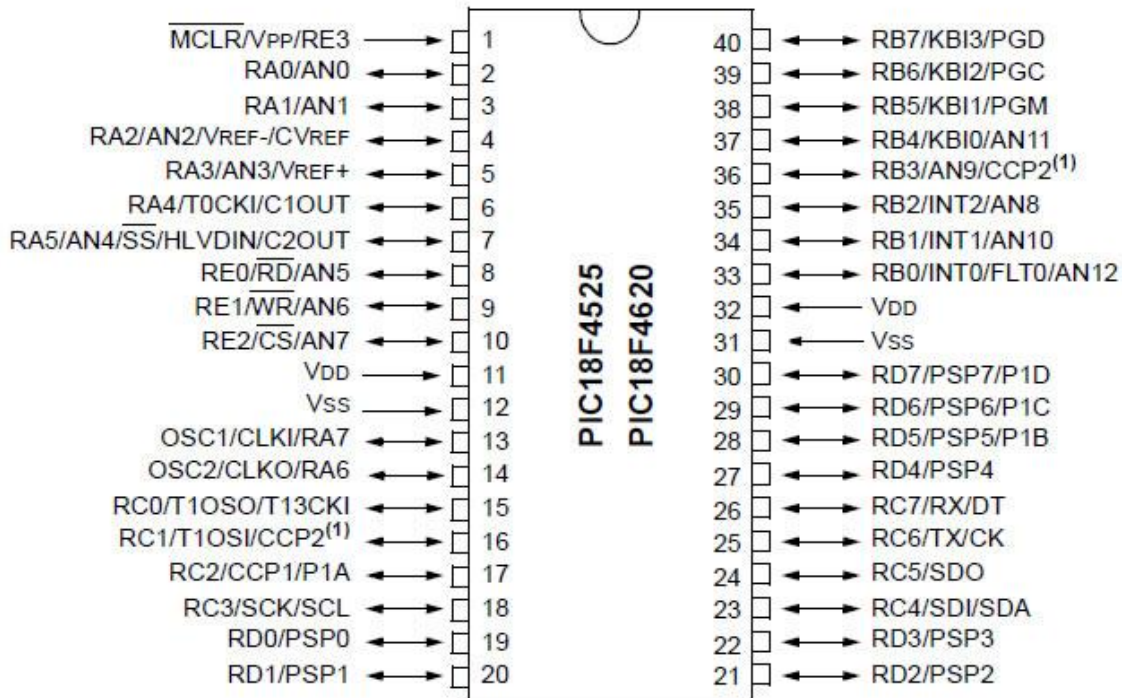 MCLR/VPP/RE3 1 40 RB7/KBI3/PGD
RA0/AN0 2 39 RB6/KBI2/PGC
RA1/AN1 3 38 RB5/KBI1/PGM
RA2/AN2/VREF-/CVREF 4 37 RB4/KBI0/AN11
RA3/AN3/VREF+ 5 36 RB3/AN9/CCP2(1)
RA4/T0CKI/C1OUT 6 35 RB2/INT2/AN8
RA5/AN4/SS/HLVDIN/C2OUT 7 34 RB1/INT1/AN10
RE0/RD/AN5 8 33 RB0/INT0/FLT0/AN12
RE1/WR/AN6 9 32 VDD
RE2/CS/AN7 10 31 VSS
VDD 11 30 RD7/PSP7/P1D
VSS 12 29 RD6/PSP6/P1C
OSC1/CLKI/RA7 13 28 RD5/PSP5/P1B
OSC2/CLKO/RA6 14 27 RD4/PSP4
RC0/T1OSO/T13CKI 15 26 RC7/RX/DT
RC1/T1OSI/CCP2(1) 16 25 RC6/TX/CK
RC2/CCP1/P1A 17 24 RC5/SDO
RC3/SCK/SCL 18 23 RC4/SDI/SDA
RD0/PSP0 19 22 RD3/PSP3
RD1/PSP1 20 21 RD2/PSP2
PIC18F4525
PIC18F4620